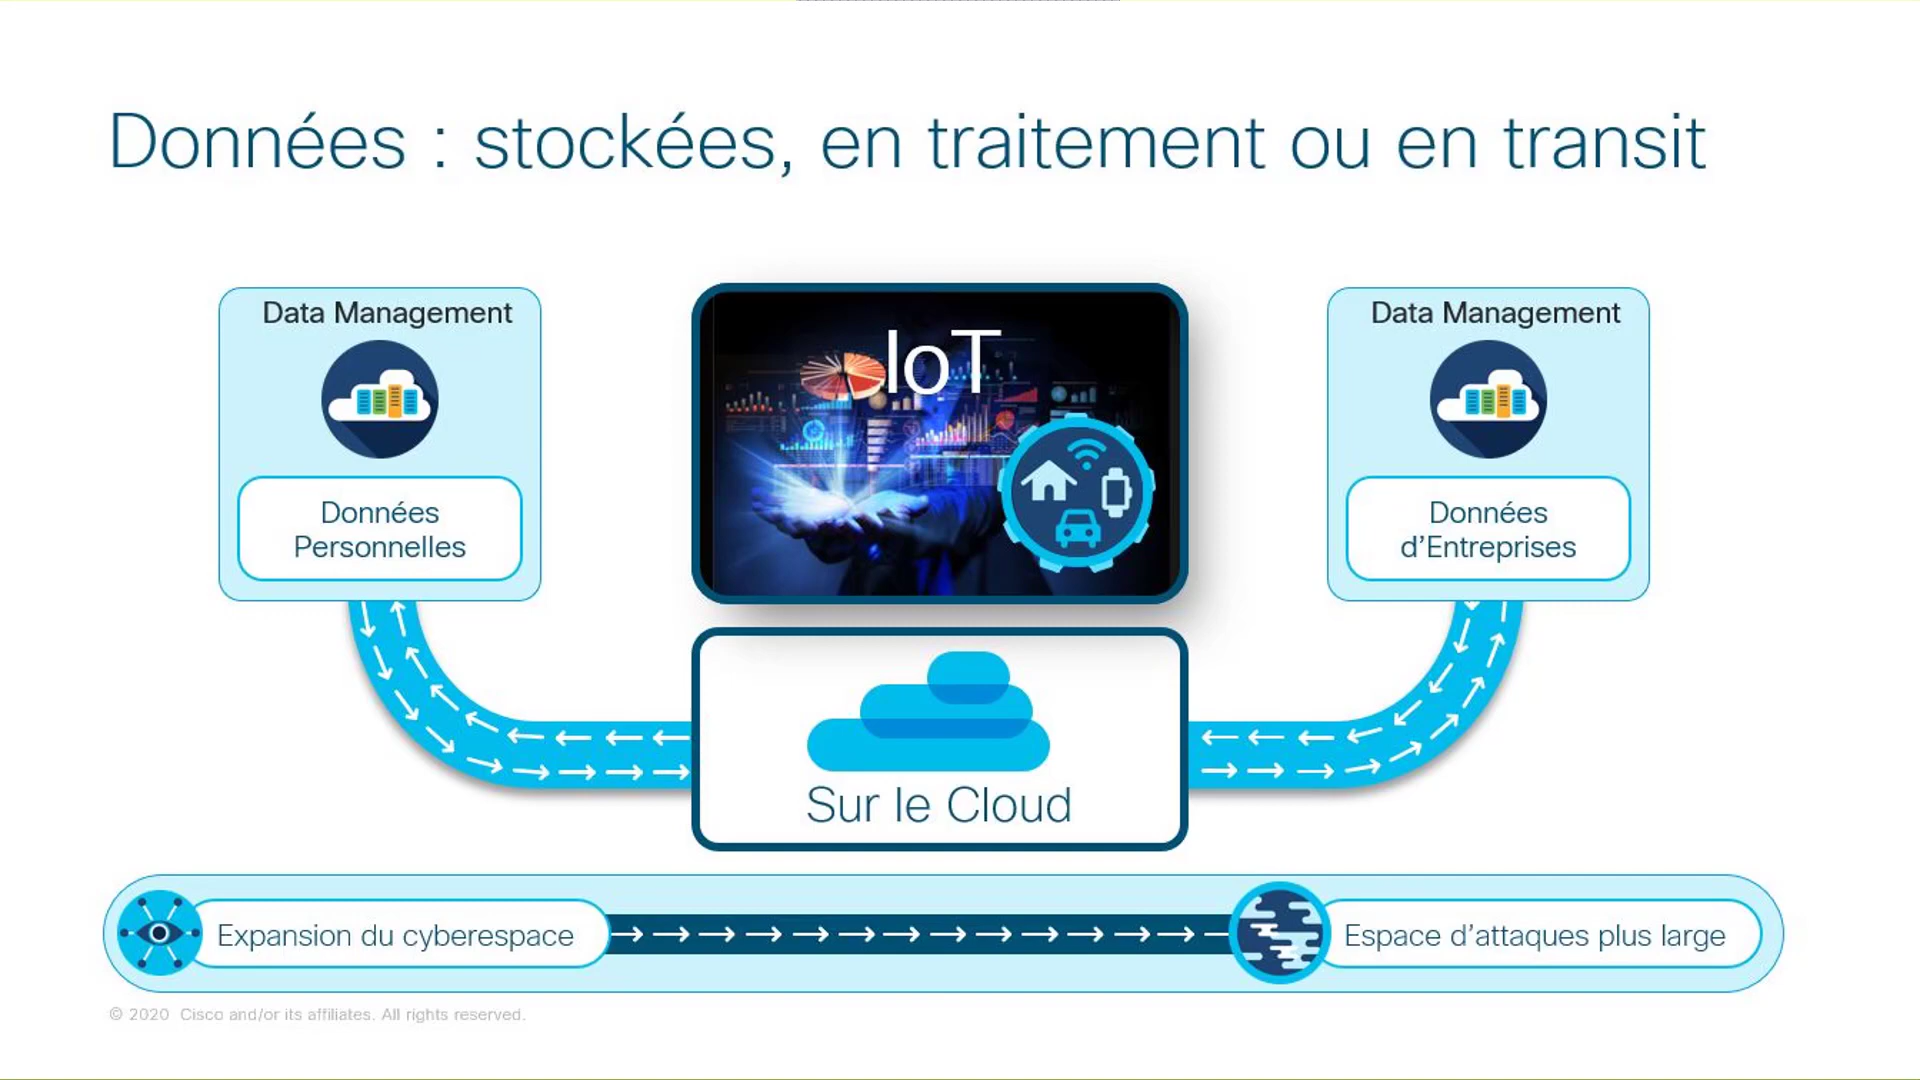 Données : stockées, en traitement ou en transit
Data Management
Données
Personnelles
IoT
Sur le Cloud
Data Management
Données
d’Entreprises
Expansion du cyberespace
Espace d’attaques plus large
© 2020 Cisco and/or its affiliates. All rights reserved.